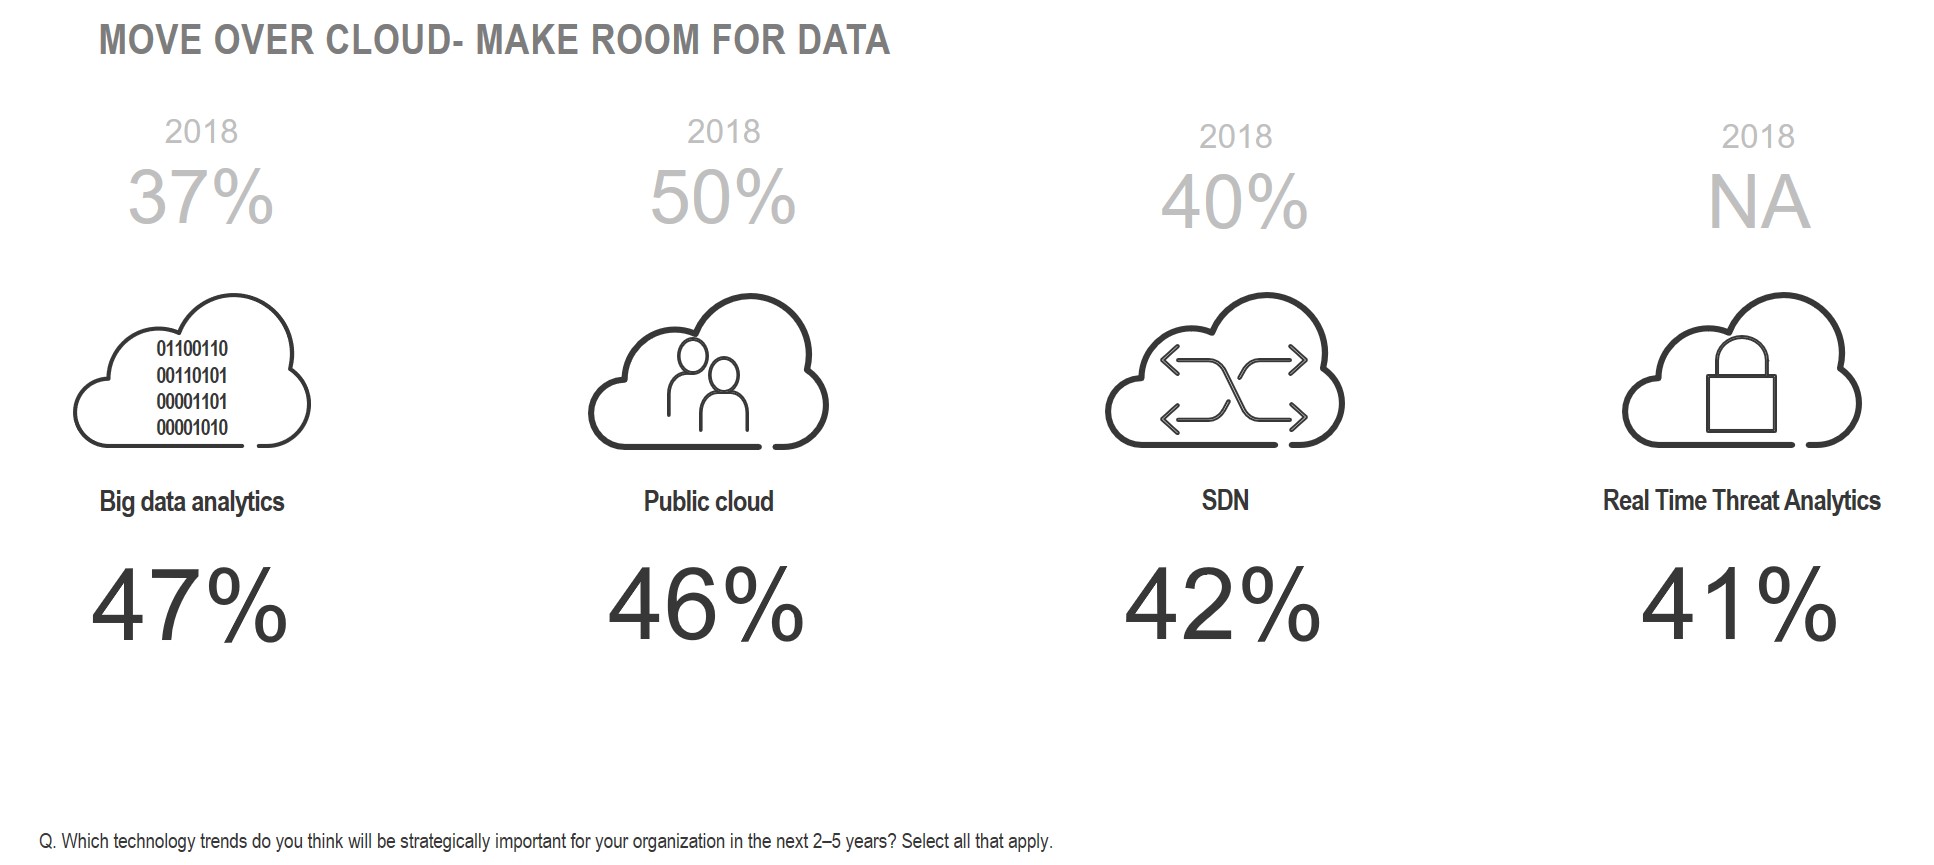 MOVE OVER CLOUD- MAKE ROOM FOR DATA
2018
37%
01100110
00110101
00001101
00001010
Big data analytics
47%
2018
50%
Public cloud
46%
2018
40%
SDN
42%
2018
NA
Real Time Threat Analytics
41%
Q. Which technology trends do you think will be strategically important for your organization in the next 2–5 years? Select all that apply.